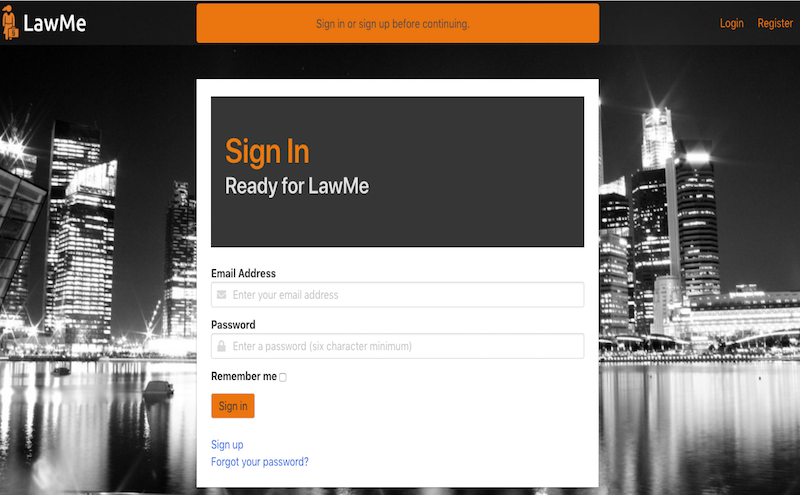 LawMe
Sign in or sign up before continuing.
Login Register
Sign In
Ready for LawMe
Email Address
Enter your email address
Password
Enter a password (six character minimum)
Remember me
Sign in
Sign up
Forgot your password?